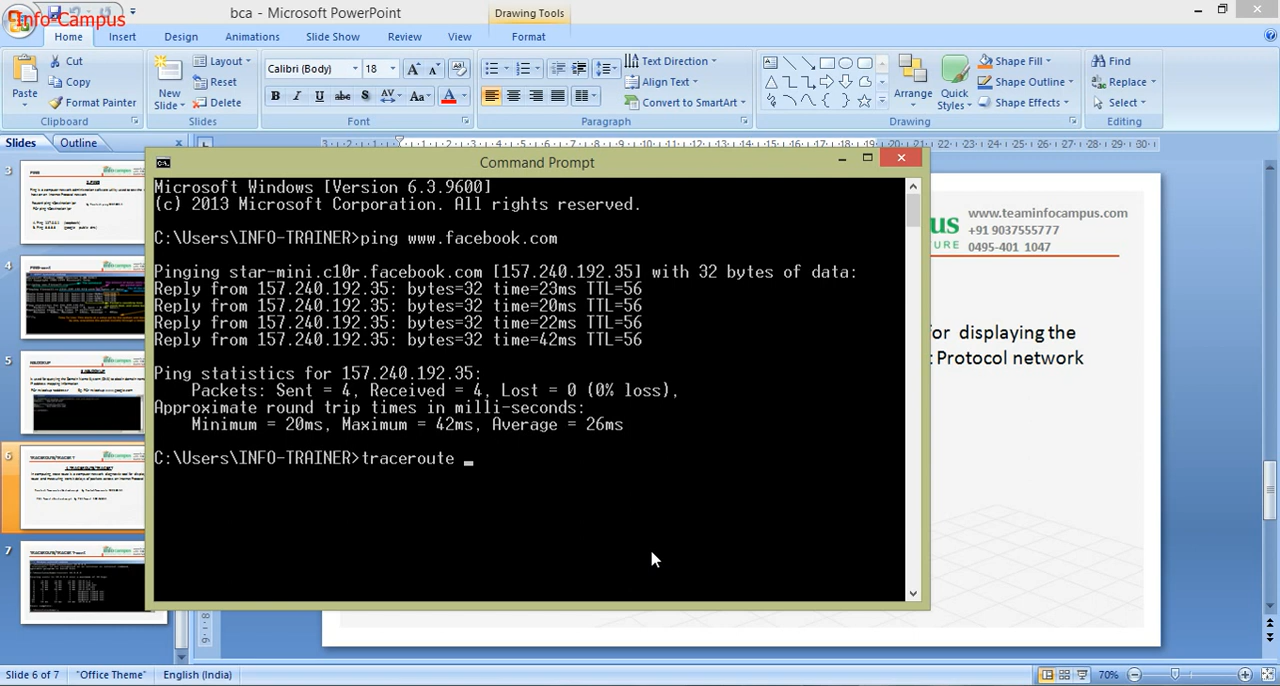 bca - Microsoft PowerPoint
Drawing Tools
Info-Campus
Home Insert Design Animations Slide Show Review View Format
Cut
Copy
Format Painter
Paste
Clipboard
New
Slide
Layout
Reset
Delete
Slides
Calibri (Body) 18
B I U abc S AV Aa A
Font
Text Direction
Align Text
Convert to SmartArt
Paragraph
Arrange
Quick
Styles
Shape Fill
Shape Outline
Shape Effects
Drawing
Find
Replace
Select
Editing
Slides Outline
3
4
5
6
7
Command Prompt
Microsoft Windows [Version 6.3.9600]
(c) 2013 Microsoft Corporation. All rights reserved.
C:\Users\INFO-TRAINER>ping www.facebook.com
Pinging star-mini.c10r.facebook.com [157.240.192.35] with 32 bytes of data:
Reply from 157.240.192.35: bytes=32 time=23ms TTL=56
Reply from 157.240.192.35: bytes=32 time=20ms TTL=56
Reply from 157.240.192.35: bytes=32 time=22ms TTL=56
Reply from 157.240.192.35: bytes=32 time=42ms TTL=56
Ping statistics for 157.240.192.35:
Packets: Sent = 4, Received = 4, Lost = 0 (0% loss),
Approximate round trip times in milli-seconds:
Minimum = 20ms, Maximum = 42ms, Average = 26ms
C:\Users\INFO-TRAINER>traceroute _
www.teaminfocampus.com
+91 9037555777
0495-401 1047
for displaying the
Protocol network
Slide 6 of 7 "Office Theme" English (India) 70%